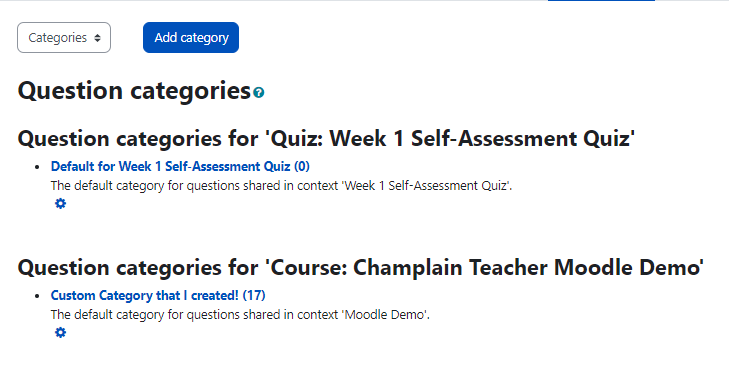 Categories
Add category
Question categories
Question categories for 'Quiz: Week 1 Self-Assessment Quiz'
Default for Week 1 Self-Assessment Quiz (0)
The default category for questions shared in context 'Week 1 Self-Assessment Quiz'.
Question categories for 'Course: Champlain Teacher Moodle Demo'
Custom Category that I created! (17)
The default category for questions shared in context 'Moodle Demo'.